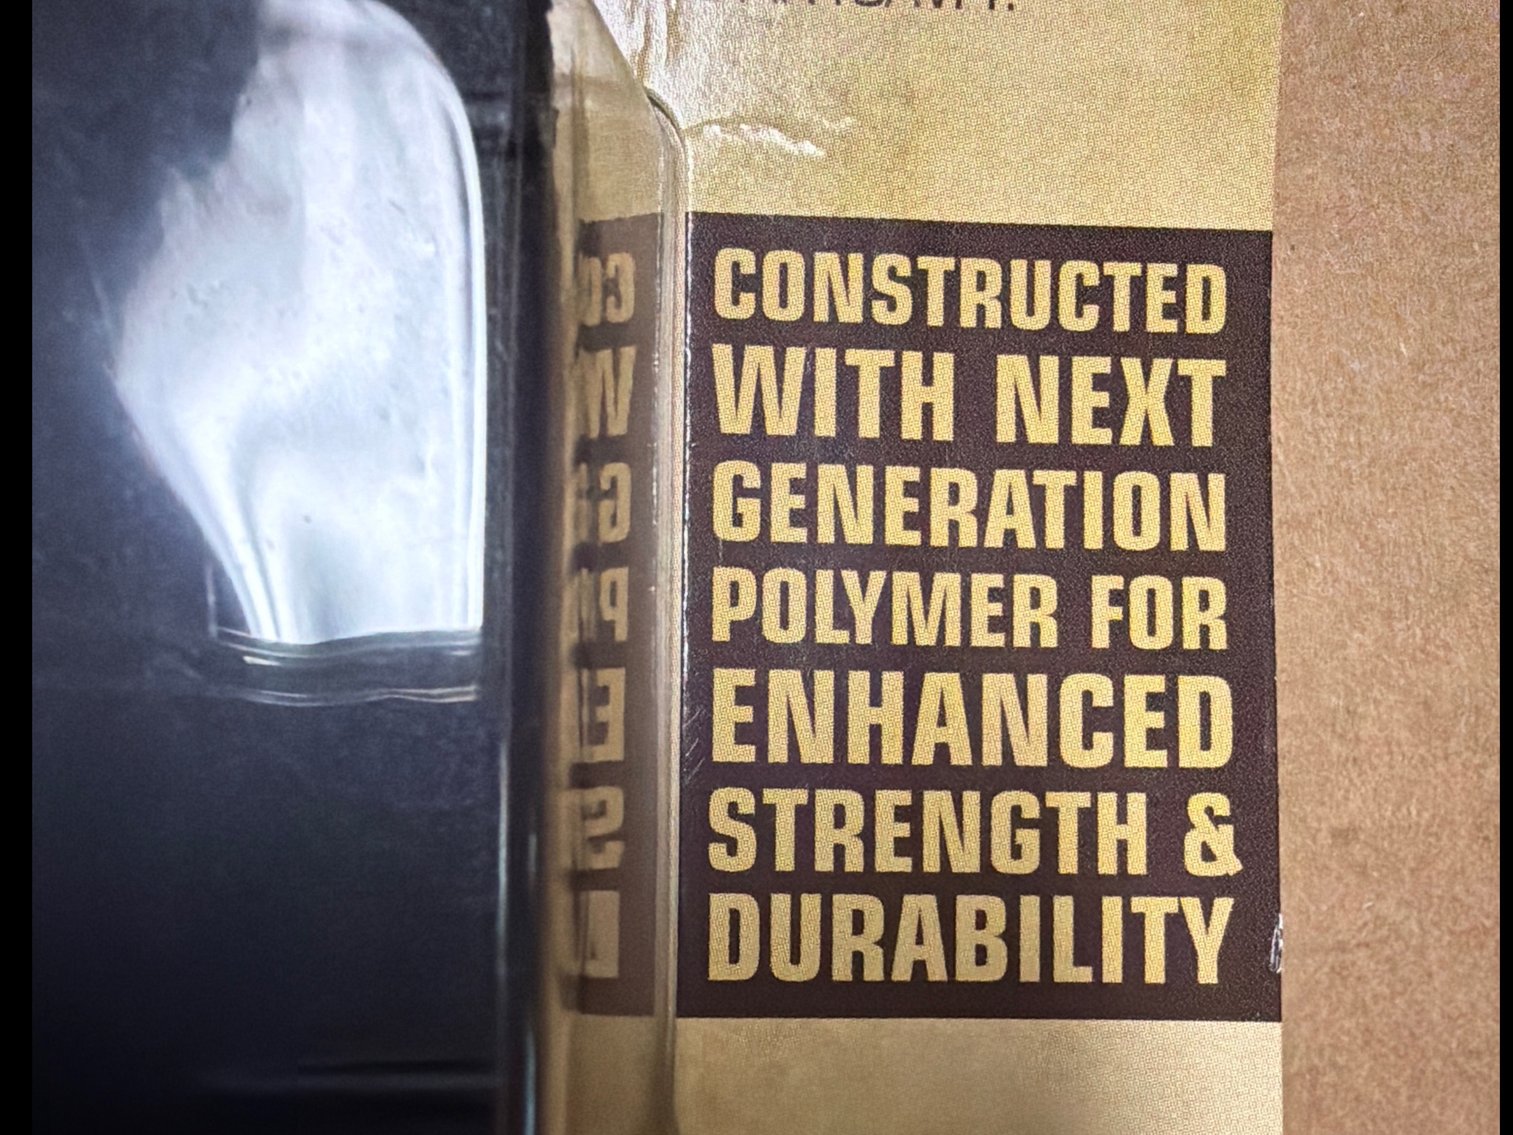 CONSTRUCTED
WITH NEXT
GENERATION
POLYMER FOR
ENHANCED
STRENGTH &
DURABILITY